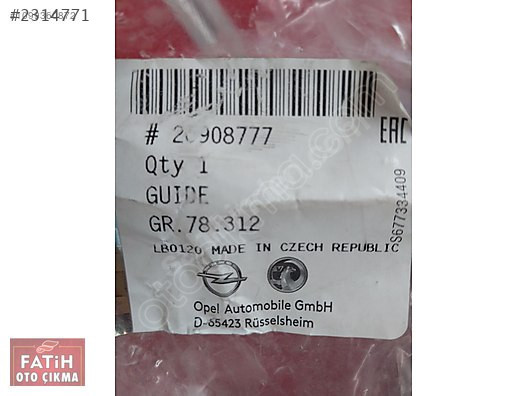 #2314771
# 20908777
EAC
Qty 1
GUIDE
GR.78.312
S677334409
LB0120 MADE IN CZECH REPUBLIC
Opel Automobile GmbH
D-65423 Rüsselsheim
FATiH
OTO ÇIKMA